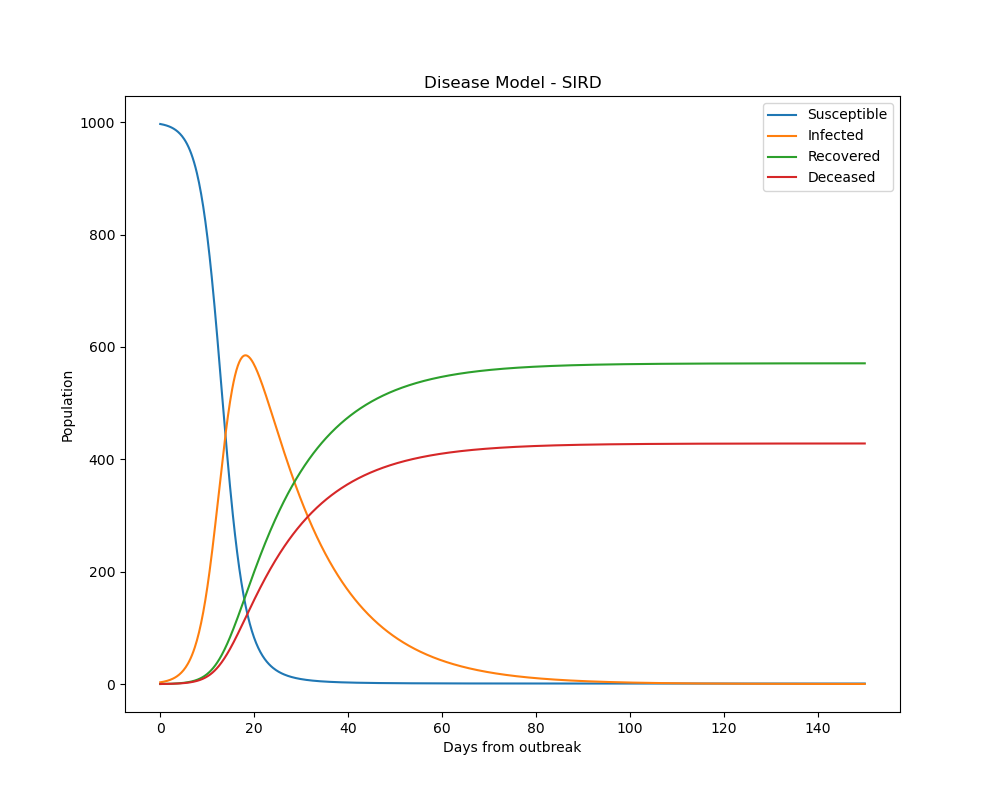 Disease Model - SIRD
Susceptible
Infected
Recovered
Deceased
1000
800
600
400
200
0
Population
0 20 40 60 80 100 120 140
Days from outbreak